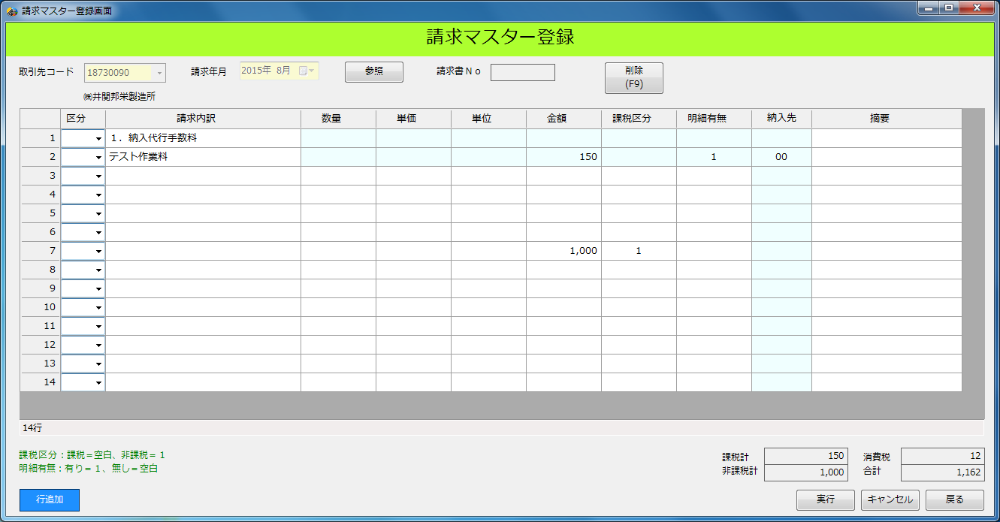 請求マスター登録画面
請求マスター登録
取引先コード 18730090 請求年月 2015年 8月 参照 請求書No 削除
(F9)
㈱井関邦栄製造所
区分 請求内訳 数量 単価 単位 金額 課税区分 明細有無 納入先 摘要
1 1．納入代行手数料
2 テスト作業料 150 1 00
3
4
5
6
7 1,000 1
8
9
10
11
12
13
14
14行
課税区分：課税＝空白、非課税＝１
明細有無：有り＝１、無し＝空白
課税計 150 消費税 12
非課税計 1,000 合計 1,162
行追加 実行 キャンセル 戻る